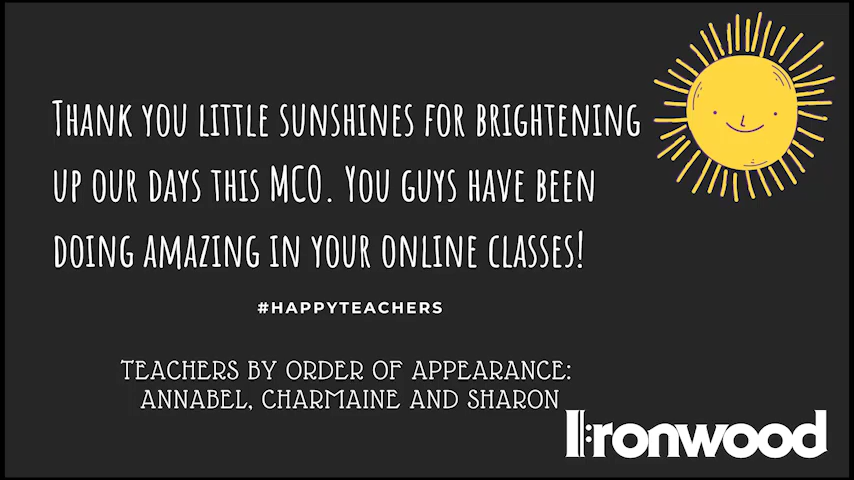 THANK YOU LITTLE SUNSHINES FOR BRIGHTENING
UP OUR DAYS THIS MCO. YOU GUYS HAVE BEEN
DOING AMAZING IN YOUR ONLINE CLASSES!
#HAPPYTEACHERS
TEACHERS BY ORDER OF APPEARANCE:
ANNABEL, CHARMAINE AND SHARON
Ironwood